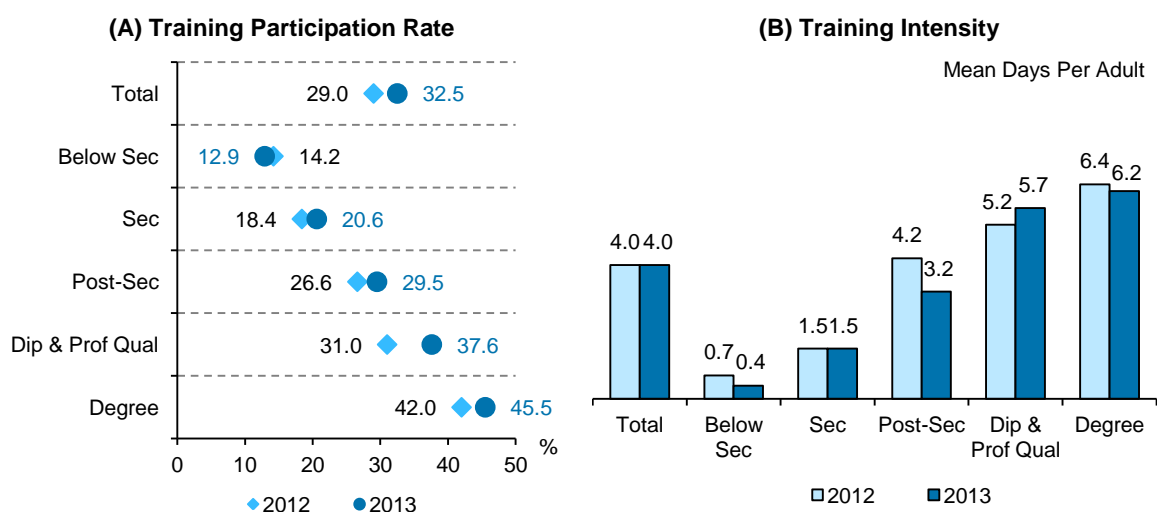 (A) Training Participation Rate
Total
29.0
32.5
Below Sec
12.9
14.2
Sec
18.4
20.6
Post-Sec
26.6
29.5
Dip & Prof Qual
31.0
37.6
Degree
42.0
45.5
%
0 10 20 30 40 50
2012 2013
(B) Training Intensity
Mean Days Per Adult
4.0 4.0
0.7 0.4
1.5 1.5
4.2 3.2
5.2 5.7
6.4 6.2
Total Below Sec Post-Sec Dip & Degree
Sec Prof Qual
2012 2013